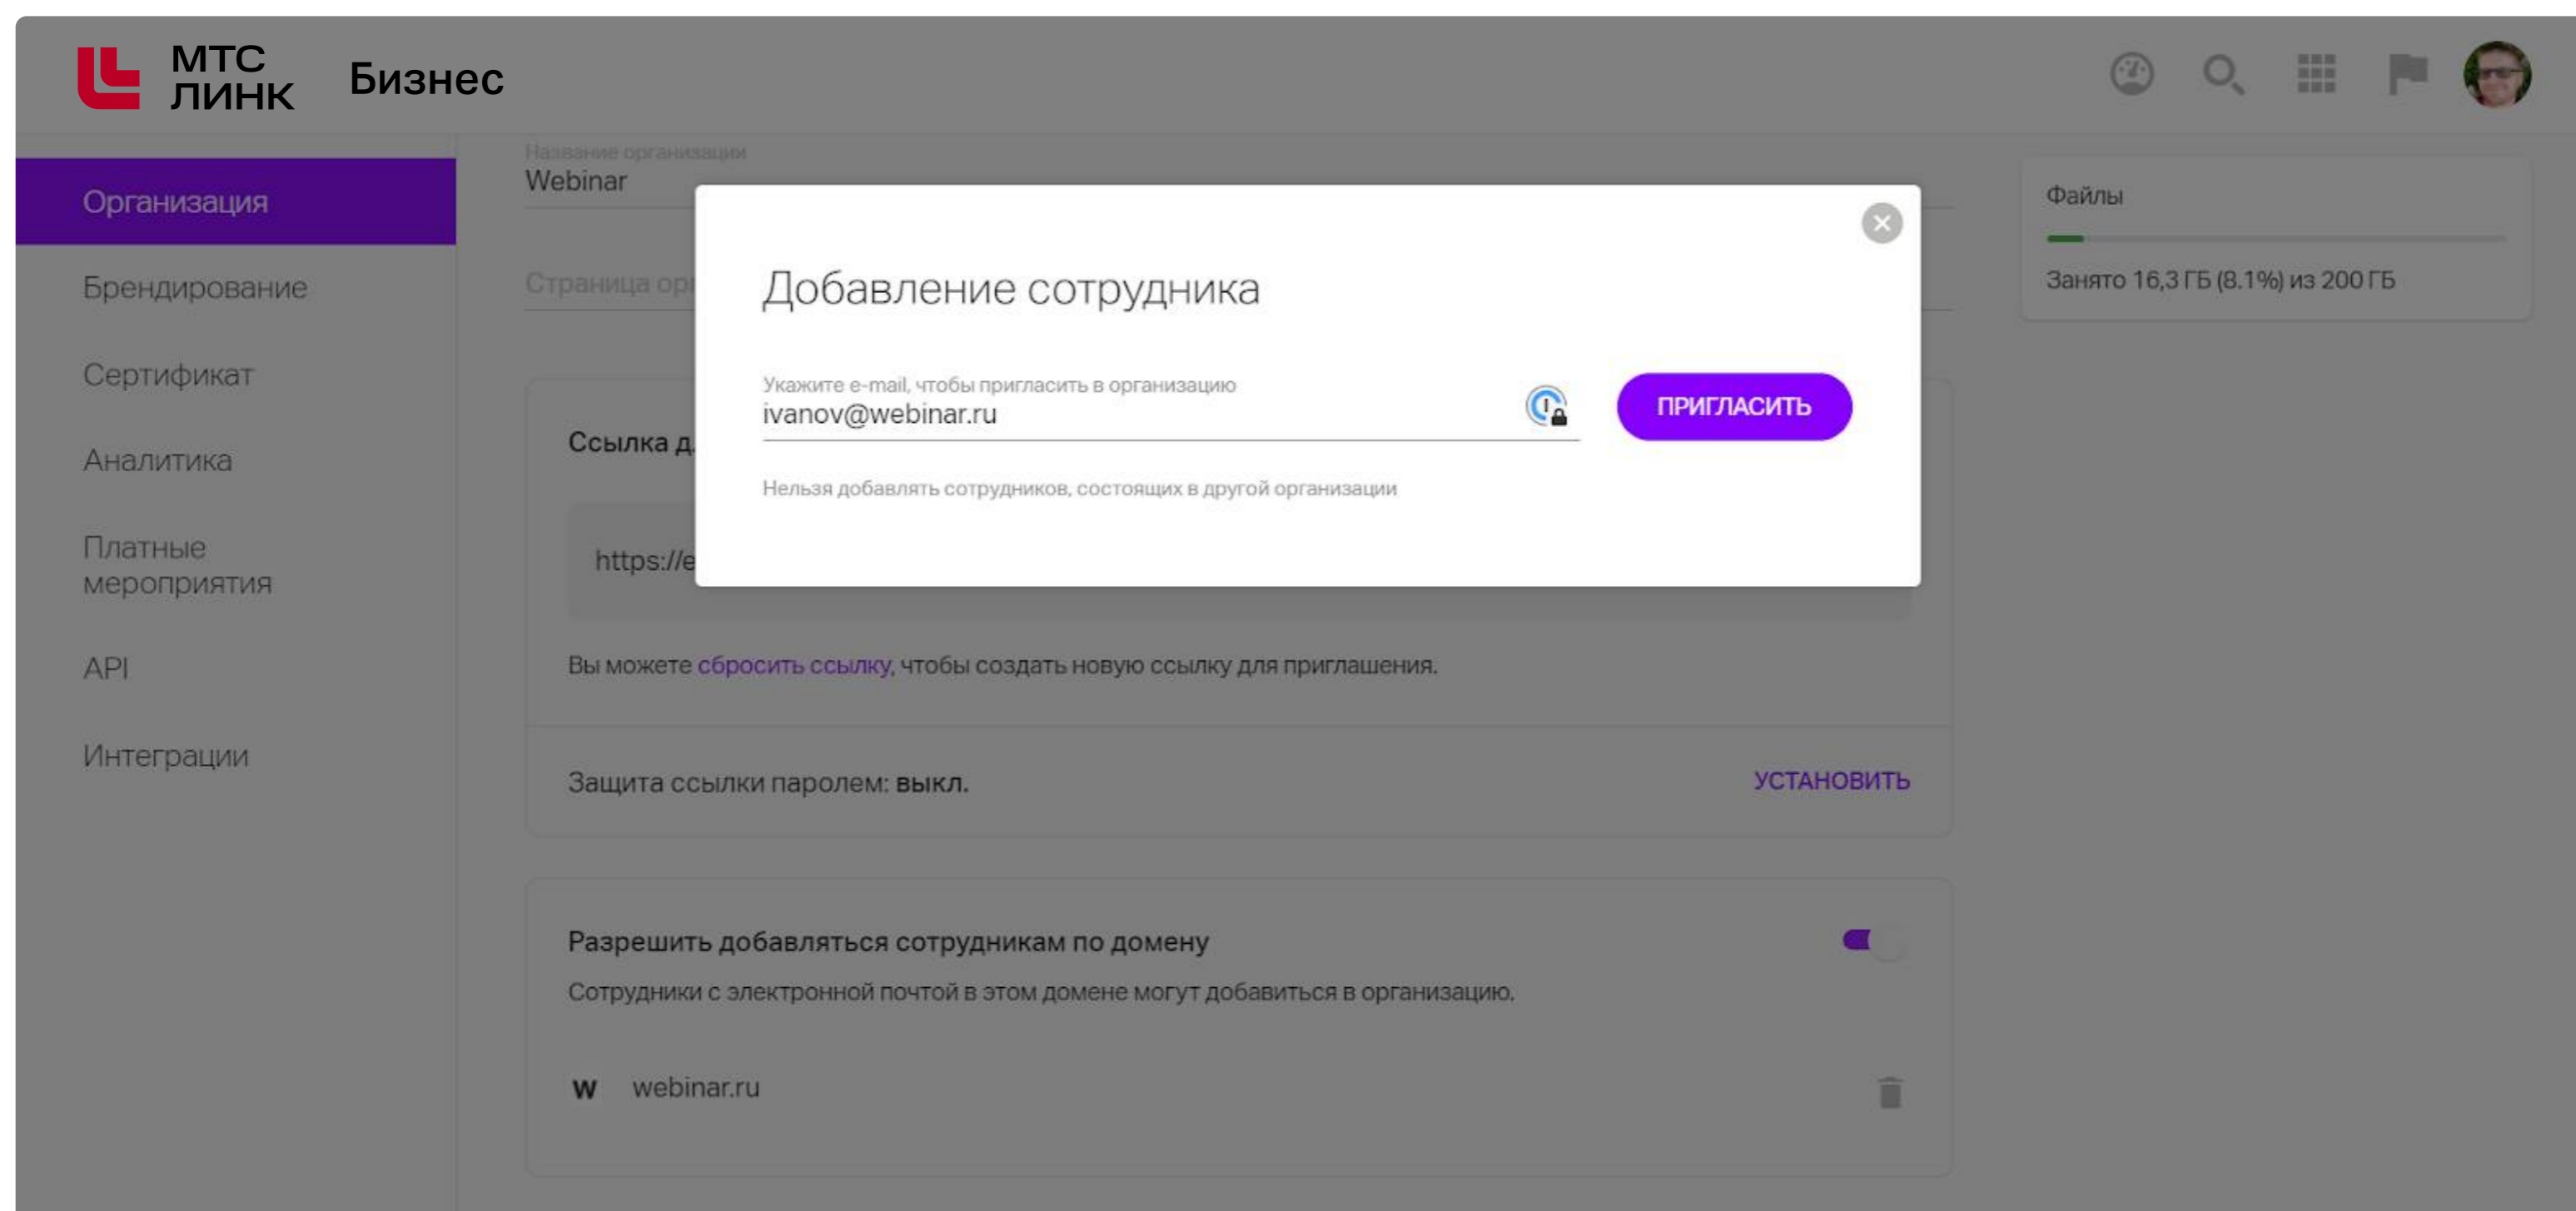 МТС
ЛИНК
Бизнес
Организация
Брендирование
Сертификат
Аналитика
Платные
мероприятия
API
Интеграции
Название организации
Webinar
Страница
Добавление сотрудника
Укажите e-mail, чтобы пригласить в организацию
ivanov@webinar.ru
ПРИГЛАСИТЬ
Нельзя добавлять сотрудников, состоящих в другой организации
Ссылка
https://e
Вы можете сбросить ссылку, чтобы создать новую ссылку для приглашения.
Защита ссылки паролем: выкл.
УСТАНОВИТЬ
Разрешить добавляться сотрудникам по домену
Сотрудники с электронной почтой в этом домене могут добавиться в организацию.
W webinar.ru
Файлы
Занято 16,3 ГБ (8.1%) из 200 ГБ